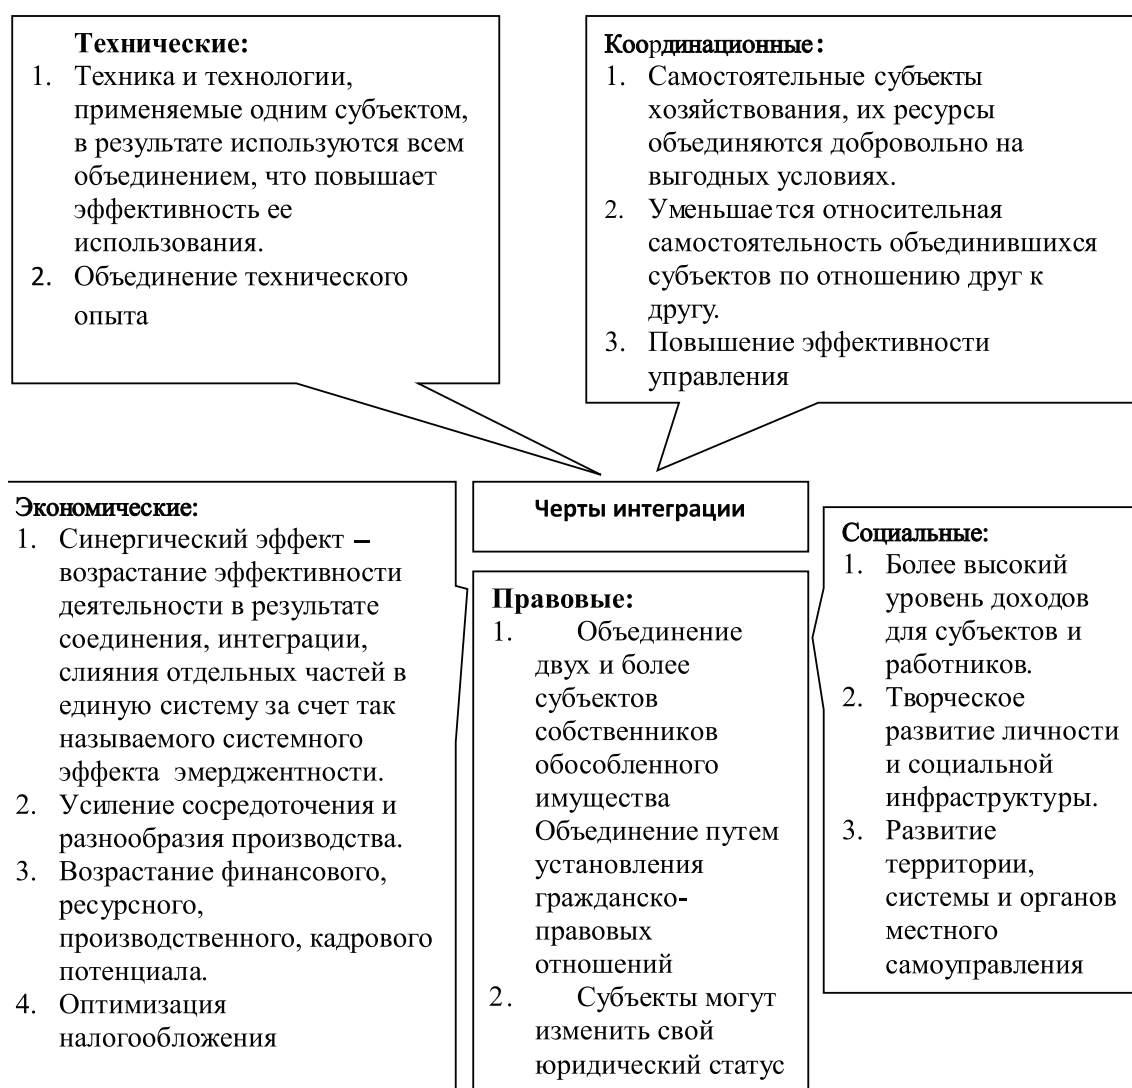 Технические:
1. Техника и технологии,
применяемые одним субъектом,
в результате используются всем
объединением, что повышает
эффективность ее
использования.
2. Объединение технического
опыта
Координационные:
1. Самостоятельные субъекты
хозяйствования, их ресурсы
объединяются добровольно на
выгодных условиях.
2. Уменьшается относительная
самостоятельность объединившихся
субъектов по отношению друг к
другу.
3. Повышение эффективности
управления
Черты интеграции
Экономические:
1. Синергический эффект –
возрастание эффективности
деятельности в результате
соединения, интеграции,
слияния отдельных частей в
единую систему за счет так
называемого системного
эффекта эмерджентности.
2. Усиление сосредоточения и
разнообразия производства.
3. Возрастание финансового,
ресурсного,
производственного, кадрового
потенциала.
4. Оптимизация
налогообложения
Правовые:
1. Объединение
двух и более
субъектов
собственников
обособленного
имущества
Объединение путем
установления
гражданско-
правовых
отношений
2. Субъекты могут
изменить свой
юридический статус
Социальные:
1. Более высокий
уровень доходов
для субъектов и
работников.
2. Творческое
развитие личности
и социальной
инфраструктуры.
3. Развитие
территории,
системы и органов
местного
самоуправления